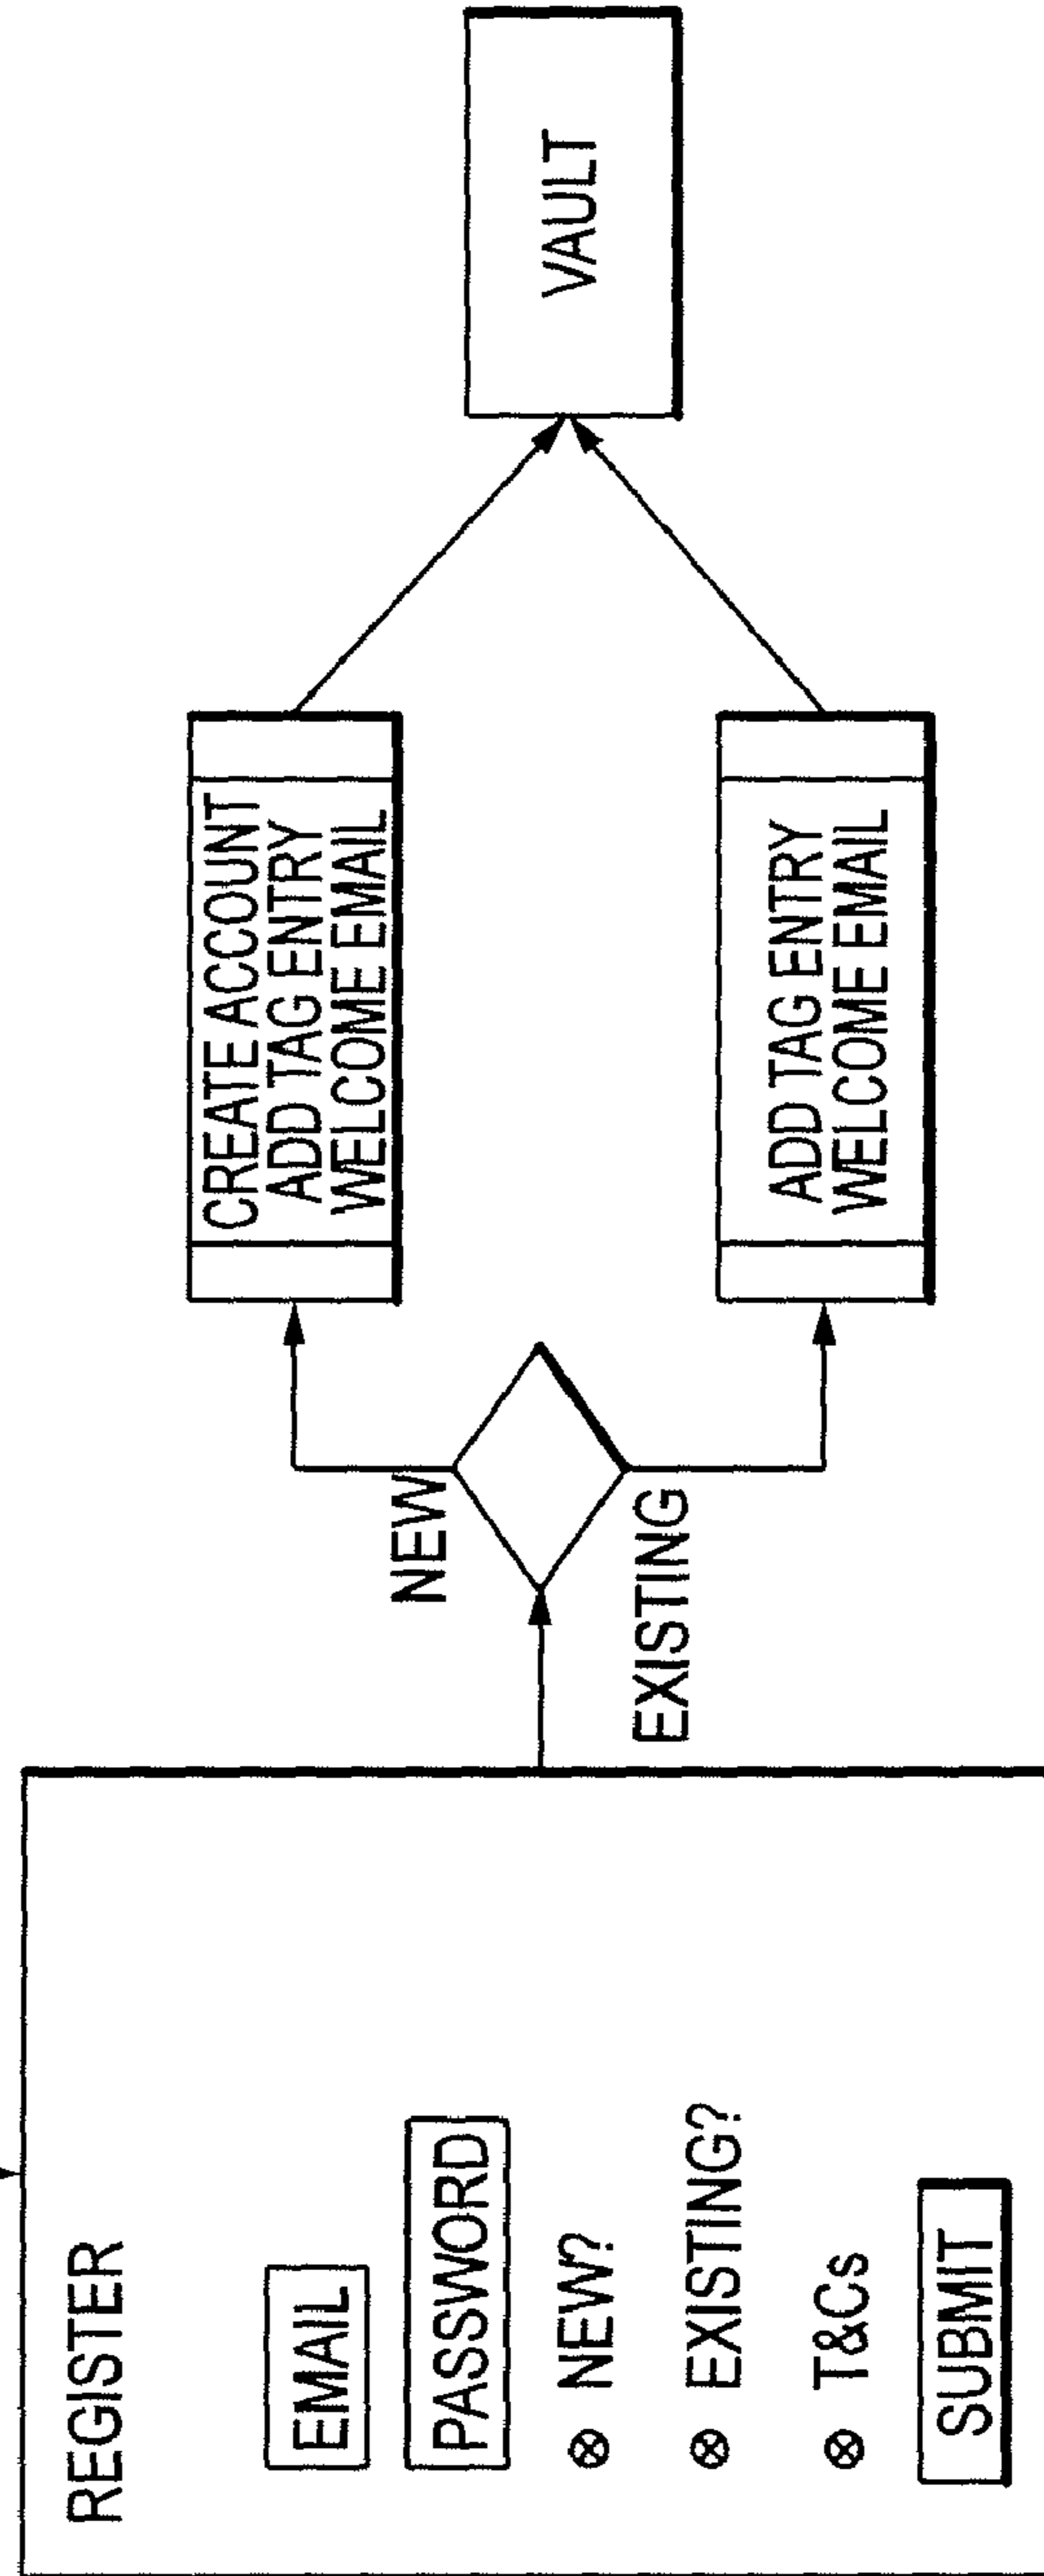 REGISTER
EMAIL
PASSWORD
⊗ NEW?
⊗ EXISTING?
⊗ T&Cs
SUBMIT
NEW
EXISTING
CREATE ACCOUNT
ADD TAG ENTRY
WELCOME EMAIL
ADD TAG ENTRY
WELCOME EMAIL
VAULT